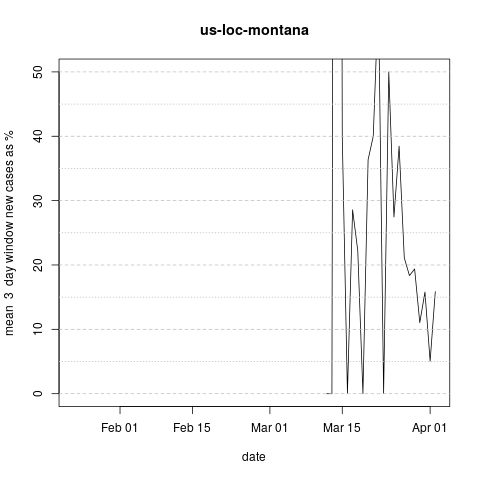 us-loc-montana
mean 3 day window new cases as %
50
40
30
20
10
0
Feb 01
Feb 15
Mar 01
Mar 15
Apr 01
date